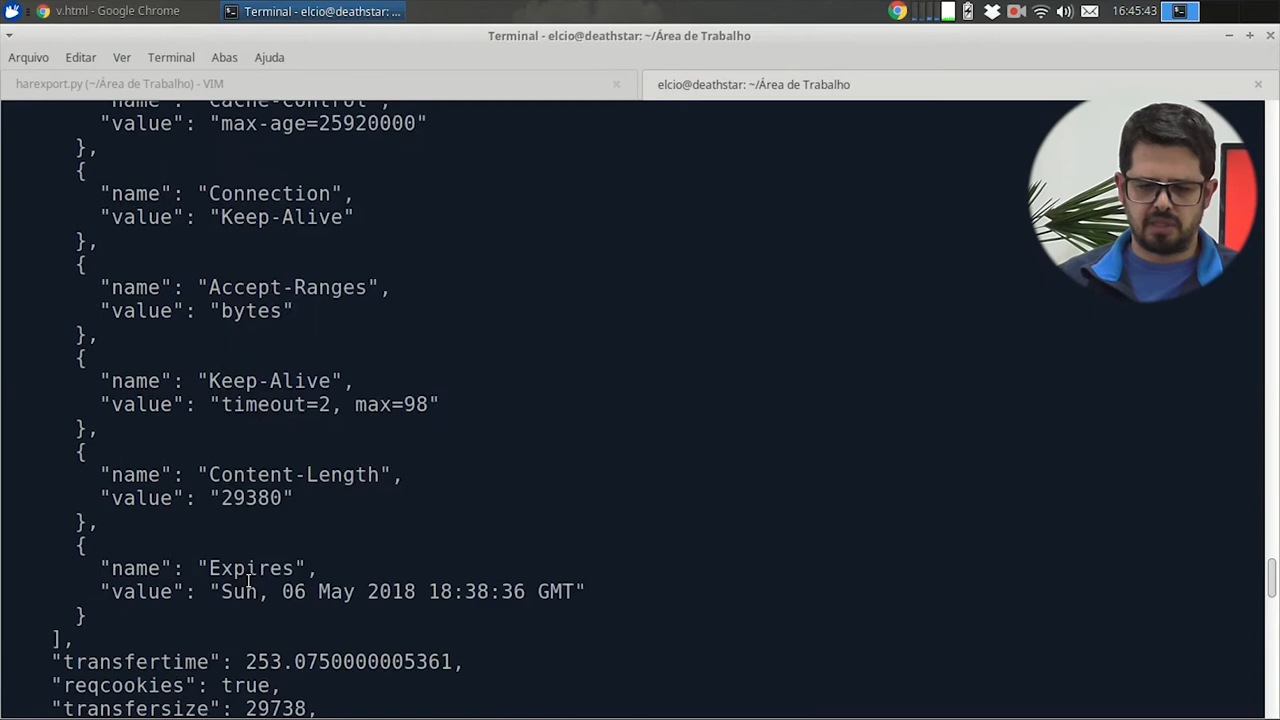 v.html - Google Chrome
Terminal - elcio@deathstar: ...
16:45:43
Terminal - elcio@deathstar: ~/Área de Trabalho
Arquivo Editar Ver Terminal Abas Ajuda
harexport.py (~/Área de Trabalho) - VIM
elcio@deathstar: ~/Área de Trabalho
"name": "Cache-Control",
"value": "max-age=25920000"
},
{
"name": "Connection",
"value": "Keep-Alive"
},
{
"name": "Accept-Ranges",
"value": "bytes"
},
{
"name": "Keep-Alive",
"value": "timeout=2, max=98"
},
{
"name": "Content-Length",
"value": "29380"
},
{
"name": "Expires",
"value": "Sun, 06 May 2018 18:38:36 GMT"
}
],
"transfertime": 253.0750000005361,
"reqcookies": true,
"transfersize": 29738,